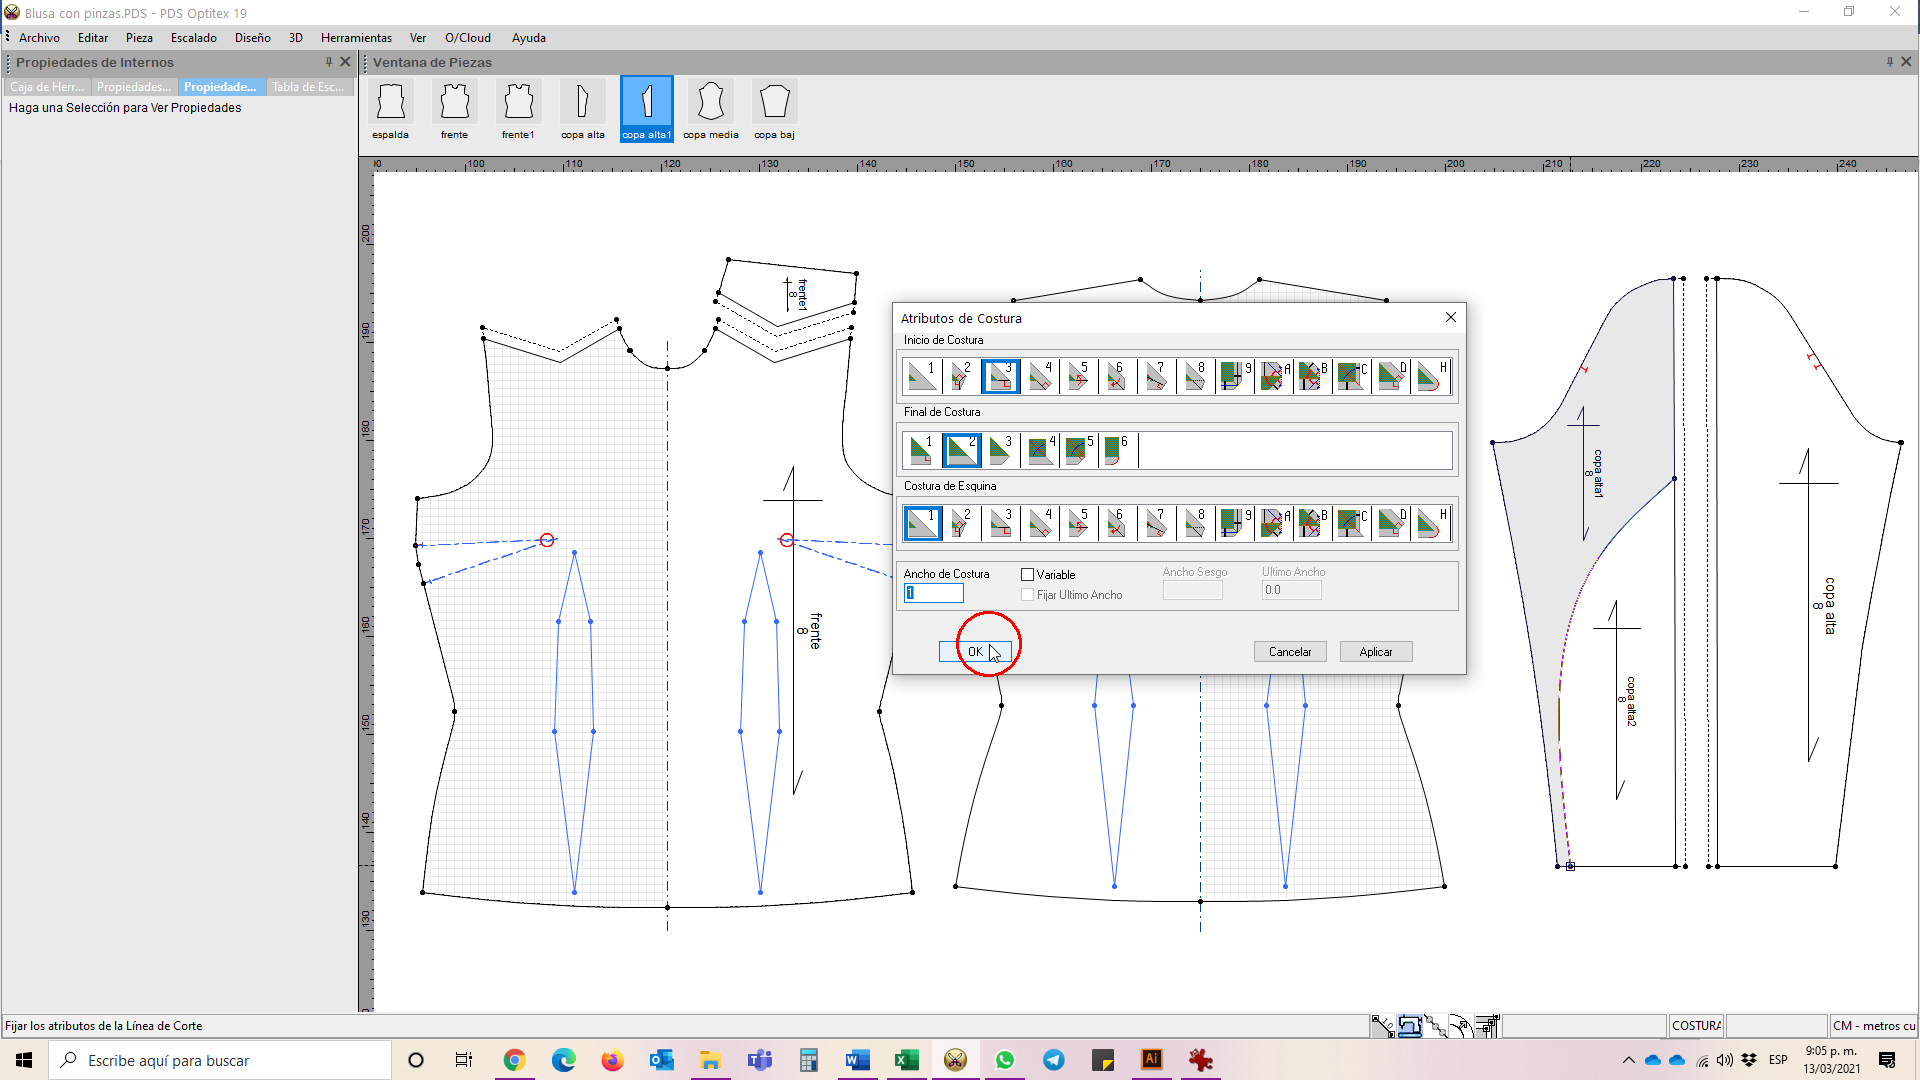 Blusa con pinzas.PDS - PDS Optitex 19
Archivo Editar Pieza Escalado Diseño 3D Herramientas Ver O/Cloud Ayuda
Propiedades de Internos
Ventana de Piezas
Caja de Herr... Propiedades... Propiedade... Tabla de Esc...
Haga una Selección para Ver Propiedades
espalda frente frente1 copa alta copa alta1 copa media copa baj
100 110 120 130 140 150 160 170 180 190 200 210 220 230 240
200
190
180
170
160
150
140
130
frente1
8
frente
8
Atributos de Costura
Inicio de Costura
1 2 3 4 5 6 7 8 9 A B C D H
Final de Costura
1 2 3 4 5 6
Costura de Esquina
1 2 3 4 5 6 7 8 9 A B C D H
Ancho de Costura
1
Variable
Fijar Ultimo Ancho
Ancho Sesgo
Ultimo Ancho
0.0
OK Cancelar Aplicar
copa alta1
8
copa alta2
8
copa alta
8
Fijar los atributos de la Línea de Corte
COSTURA
CM - metros cu
Escribe aquí para buscar
ESP
9:05 p. m.
13/03/2021